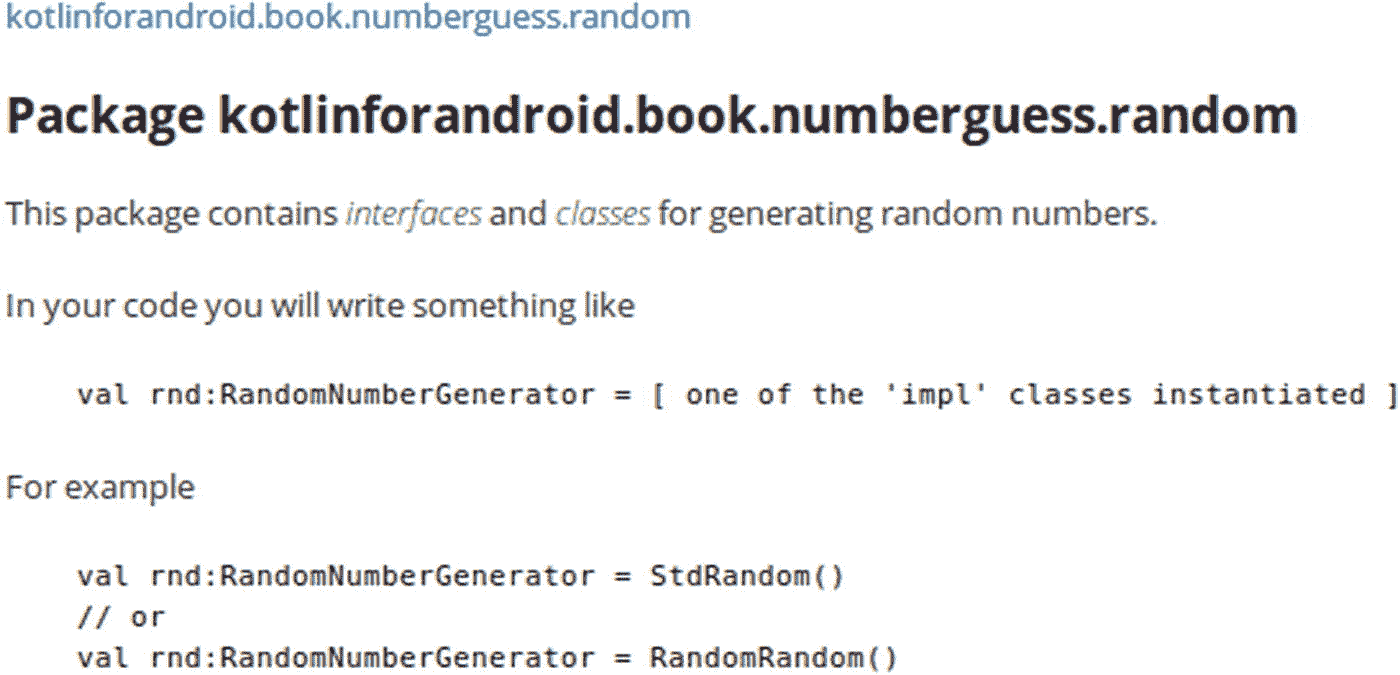 kotlinforandroid.book.numberguess.random
Package kotlinforandroid.book.numberguess.random
This package contains interfaces and classes for generating random numbers.
In your code you will write something like
val rnd:RandomNumberGenerator = [ one of the 'impl' classes instantiated ]
For example
val rnd:RandomNumberGenerator = StdRandom()
// or
val rnd:RandomNumberGenerator = RandomRandom()